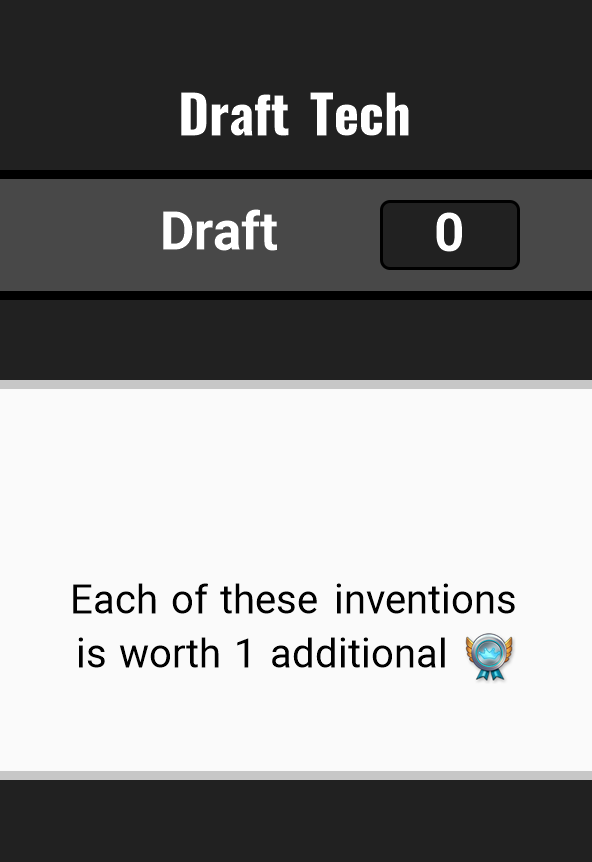 Draft Tech
Draft 0
Each of these inventions
is worth 1 additional